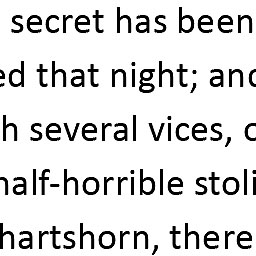 secret has been
ed that night; and
h several vices, o
half-horrible stoli
hartshorn, there